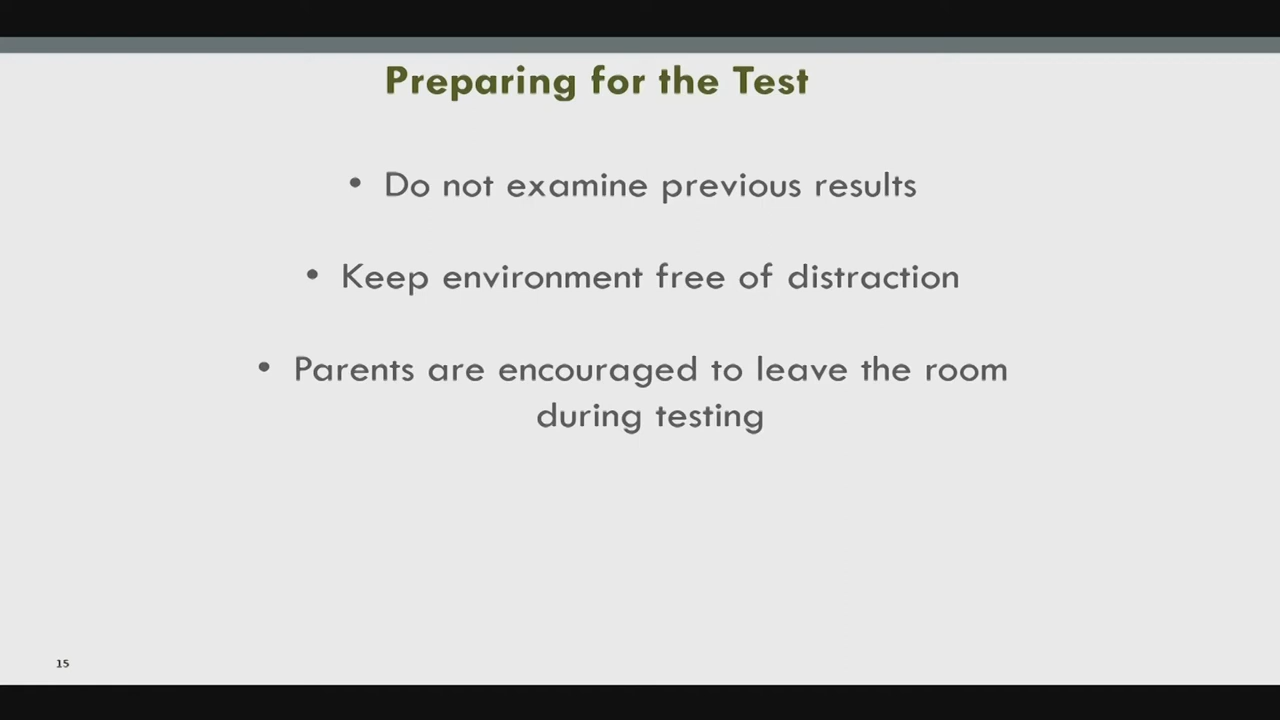 Preparing for the Test
• Do not examine previous results
• Keep environment free of distraction
• Parents are encouraged to leave the room
during testing
15